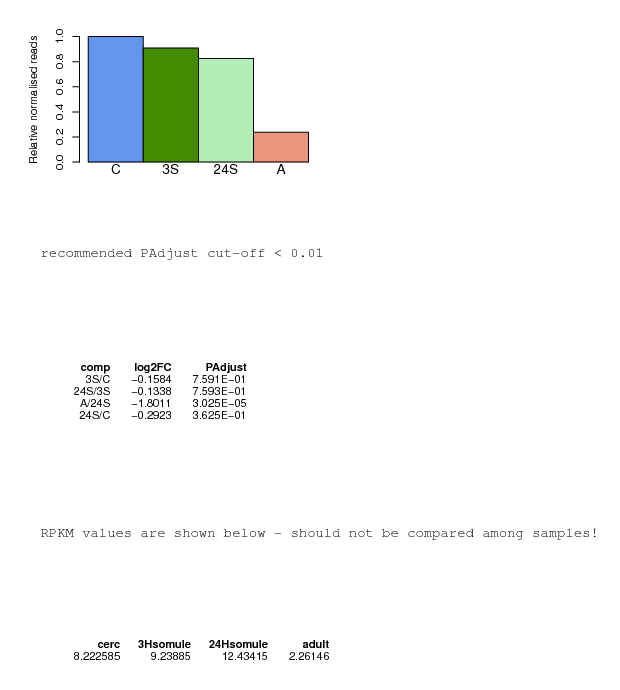 Relative normalised reads
1.0
0.8
0.6
0.4
0.2
0.0
C 3S 24S A
recommended PAdjust cut-off < 0.01
comp log2FC PAdjust
3S/C −0.1584 7.591E−01
24S/3S −0.1338 7.593E−01
A/24S −1.8011 3.025E−05
24S/C −0.2923 3.625E−01
RPKM values are shown below - should not be compared among samples!
cerc 3Hsomule 24Hsomule adult
8.222585 9.23885 12.43415 2.26146